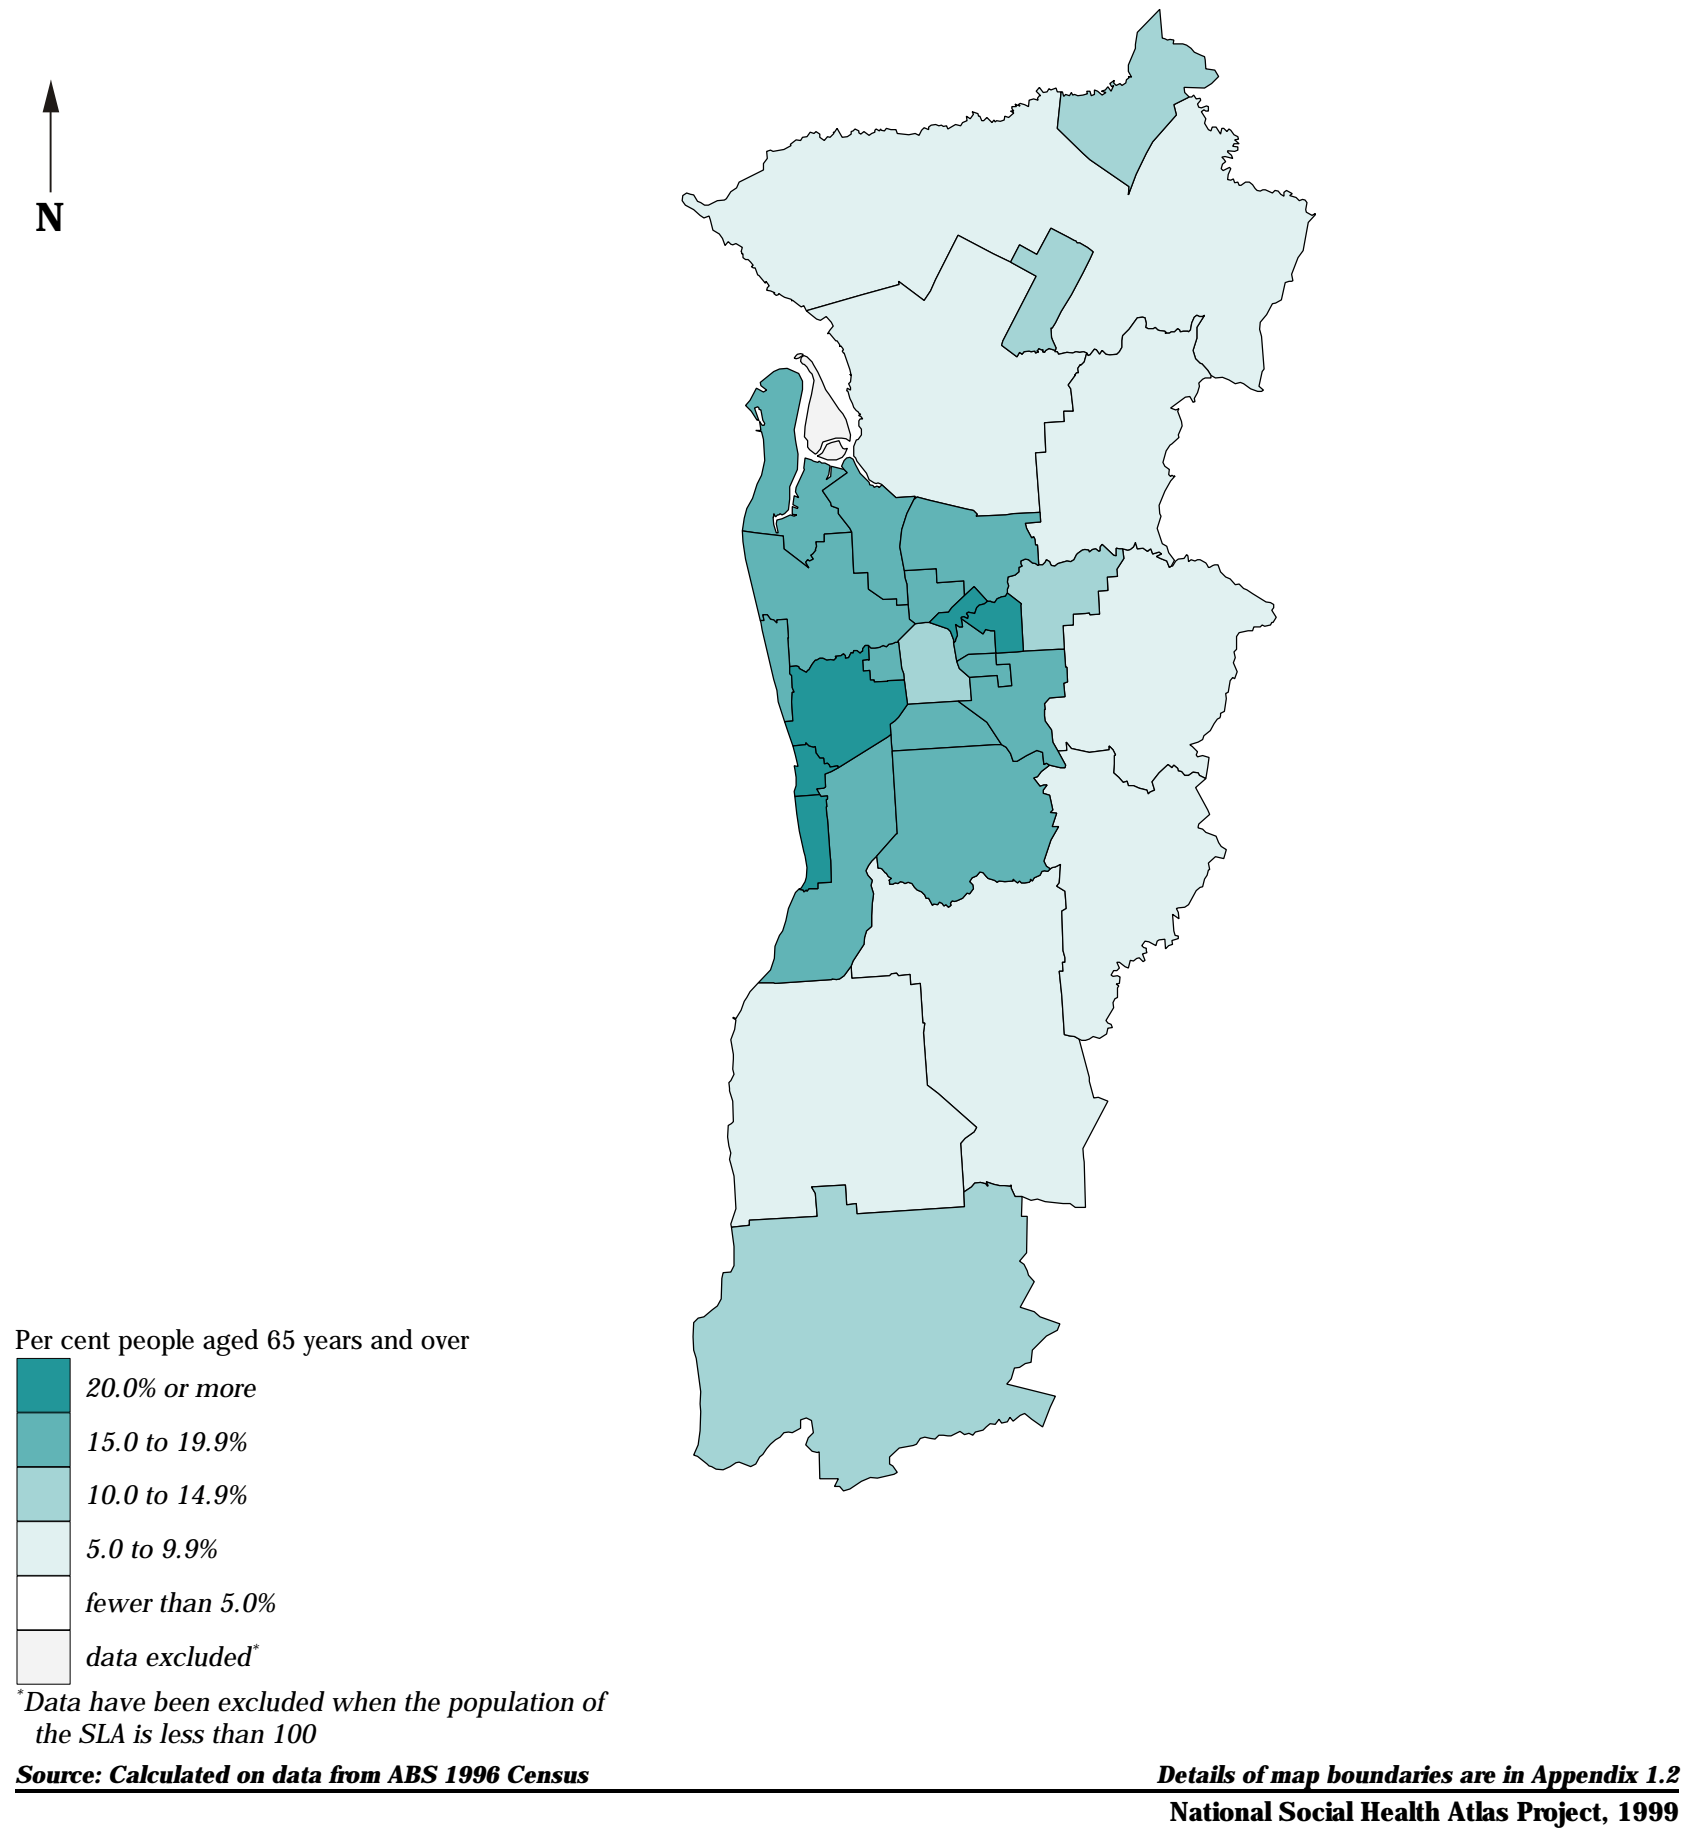 N
Per cent people aged 65 years and over
20.0% or more
15.0 to 19.9%
10.0 to 14.9%
5.0 to 9.9%
fewer than 5.0%
data excluded*
*Data have been excluded when the population of
the SLA is less than 100
Source: Calculated on data from ABS 1996 Census
Details of map boundaries are in Appendix 1.2
National Social Health Atlas Project, 1999